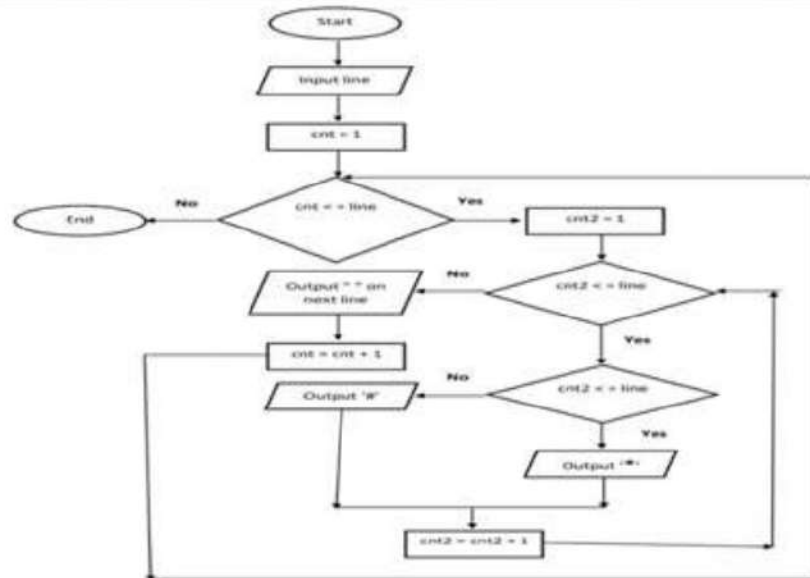 Start
Input line
cnt = 1
cnt < = line
No
Yes
End
cnt2 = 1
cnt2 < = line
No
Output " " on
next line
Yes
cnt = cnt + 1
cnt2 < = line
No
Output '#'
Yes
Output '*'
cnt2 = cnt2 + 1